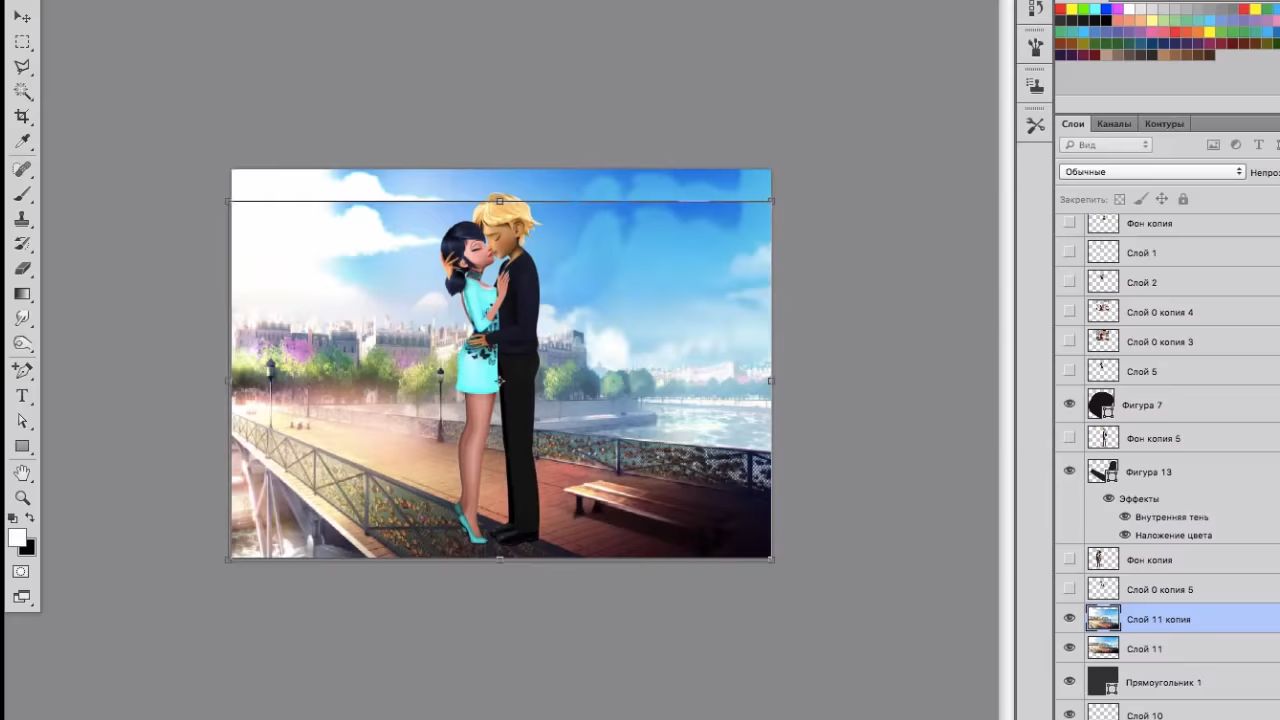 Слои Каналы Контуры
Вид
Обычные
Непроз
Закрепить:
Фон копия
Слой 1
Слой 2
Слой 0 копия 4
Слой 0 копия 3
Слой 5
Фигура 7
Фон копия 5
Фигура 13
Эффекты
Внутренняя тень
Наложение цвета
Фон копия
Слой 0 копия 5
Слой 11 копия
Слой 11
Прямоугольник 1
Слой 10